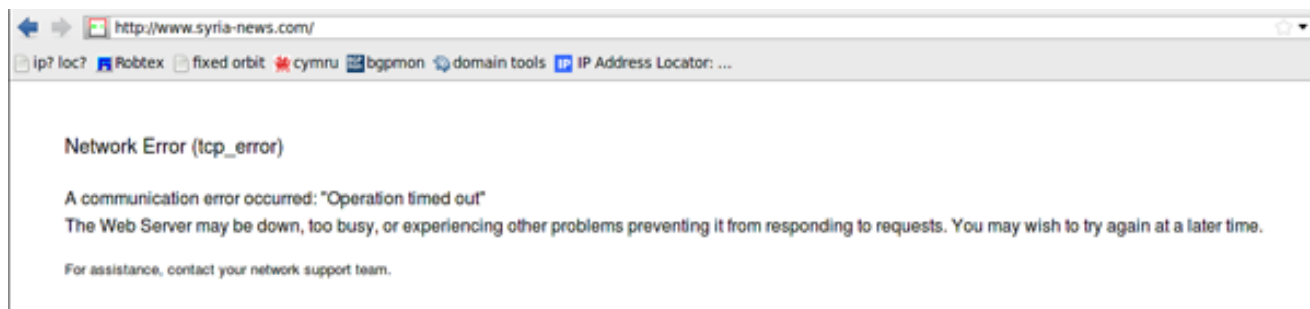 http://www.syria-news.com/
ip? loc? Robtex fixed orbit cymru bgpmon domain tools IP IP Address Locator: ...
Network Error (tcp_error)
A communication error occurred: "Operation timed out"
The Web Server may be down, too busy, or experiencing other problems preventing it from responding to requests. You may wish to try again at a later time.
For assistance, contact your network support team.